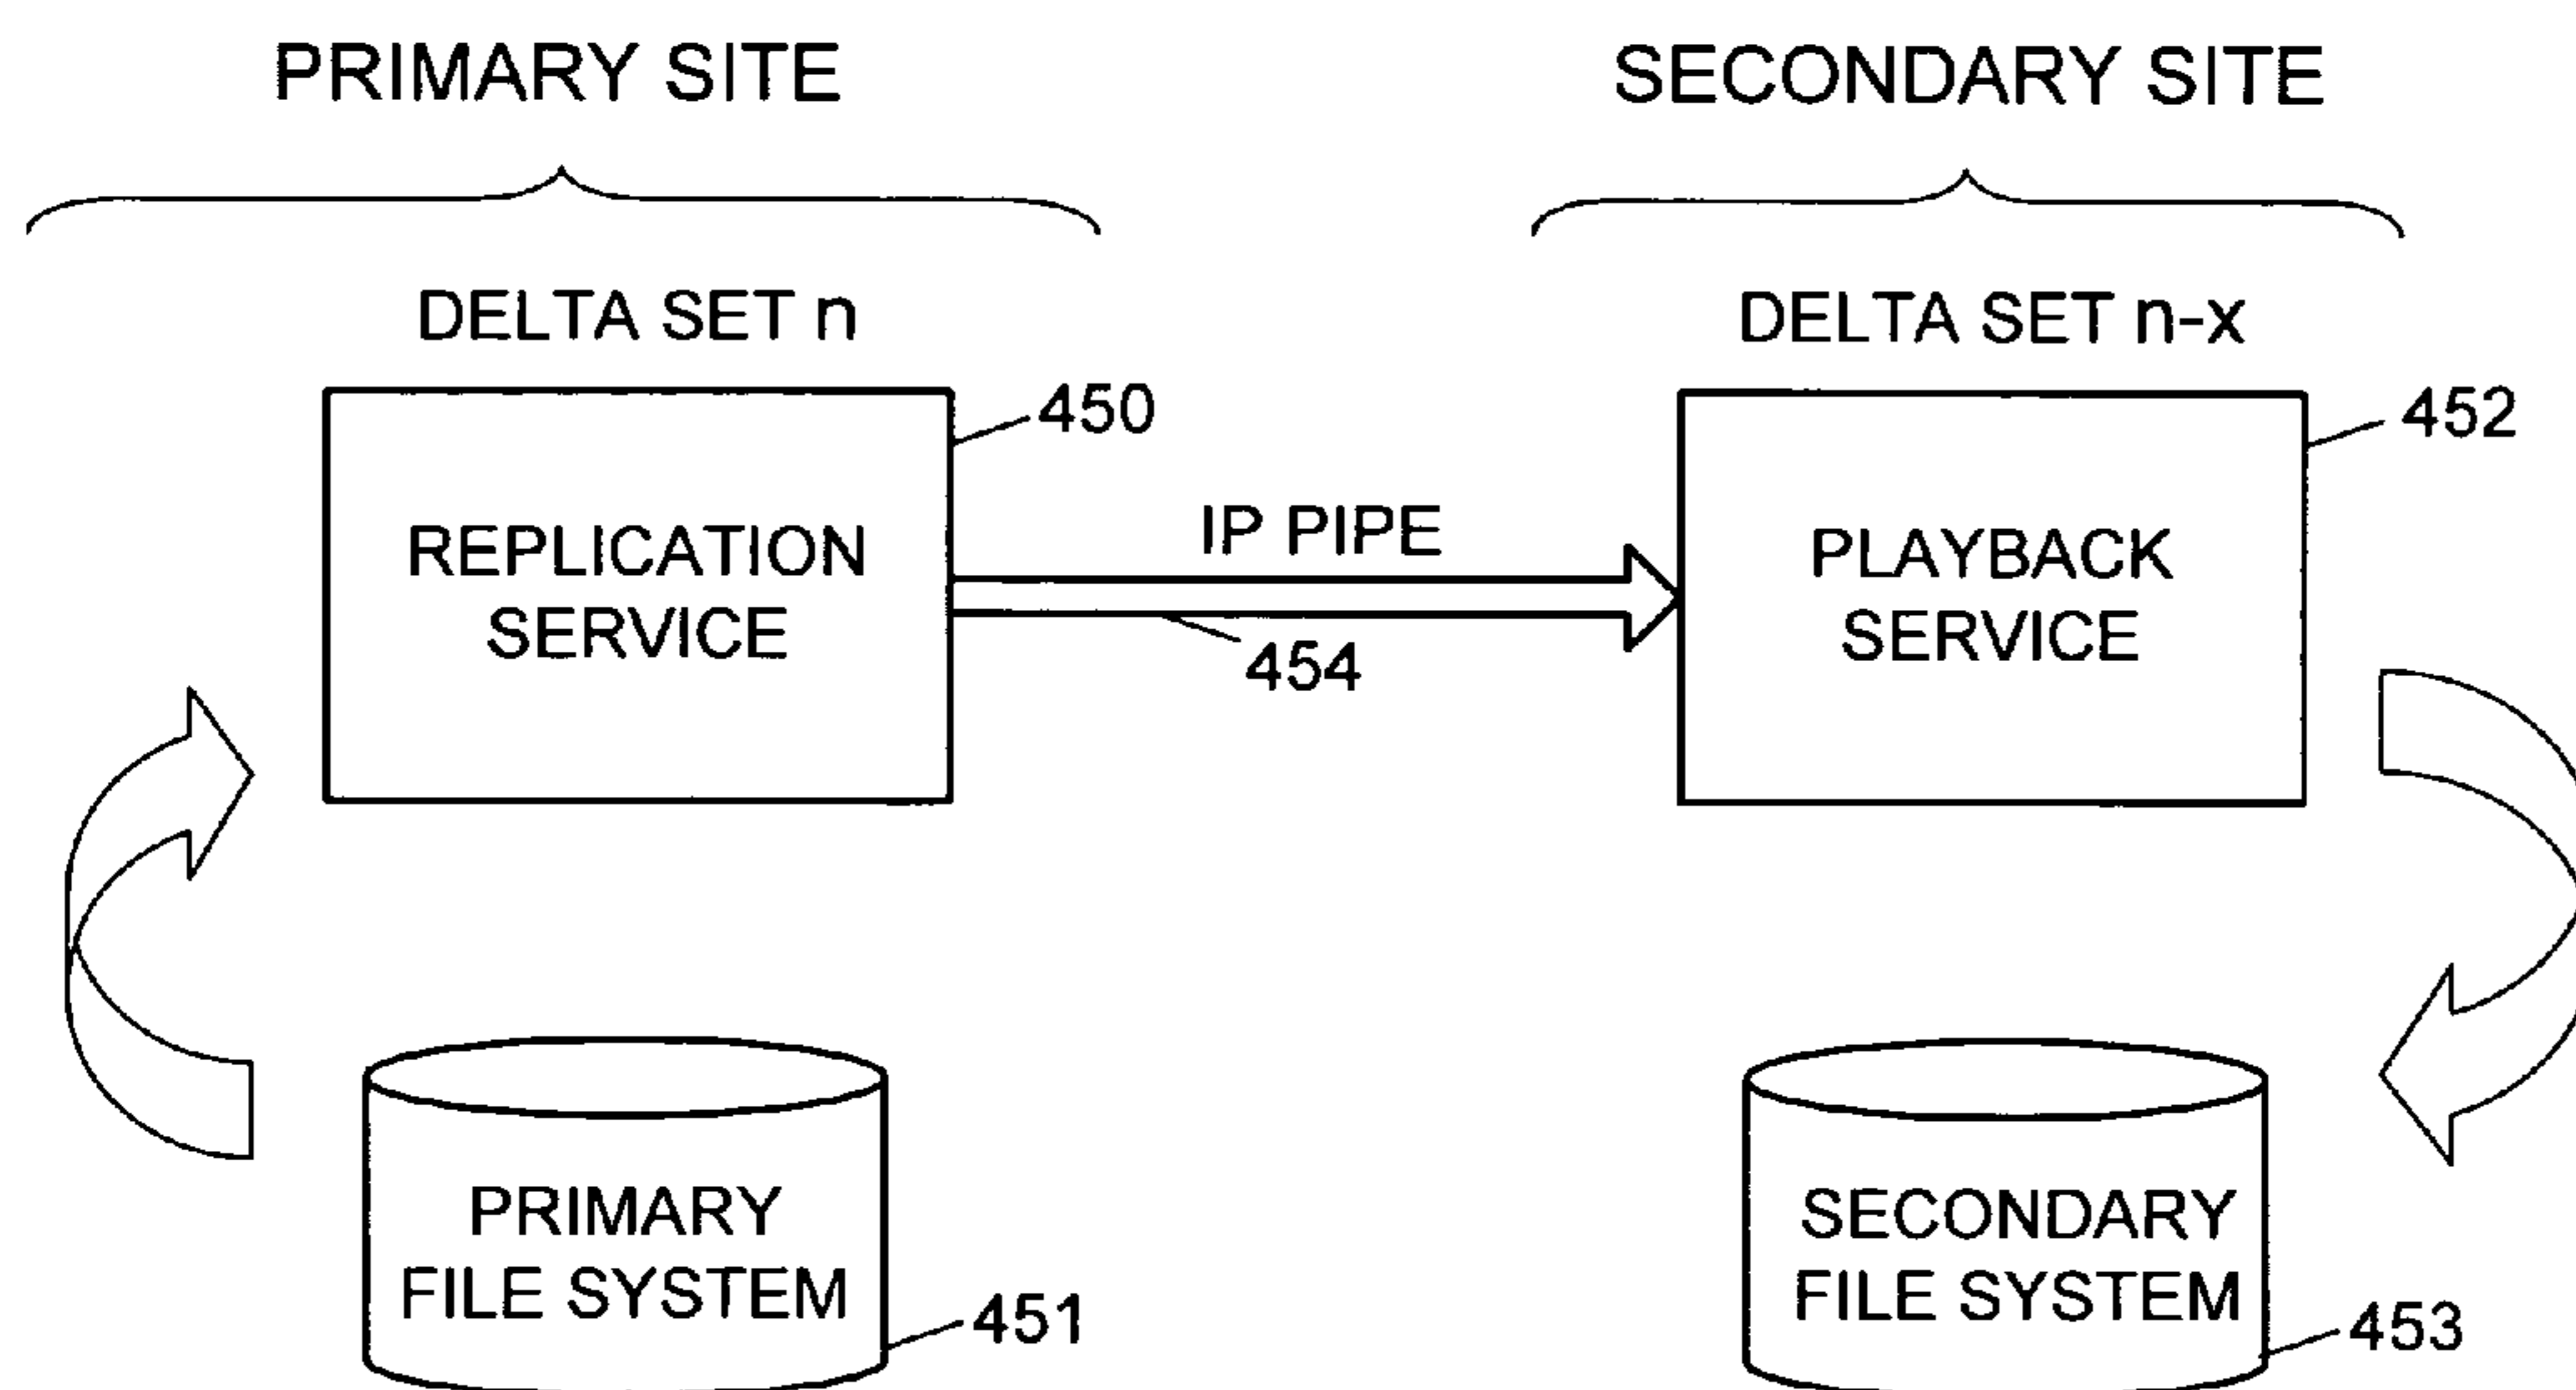 PRIMARY SITE
SECONDARY SITE
DELTA SET n
DELTA SET n-x
450
452
REPLICATION
SERVICE
IP PIPE
454
PLAYBACK
SERVICE
PRIMARY
FILE SYSTEM
451
SECONDARY
FILE SYSTEM
453